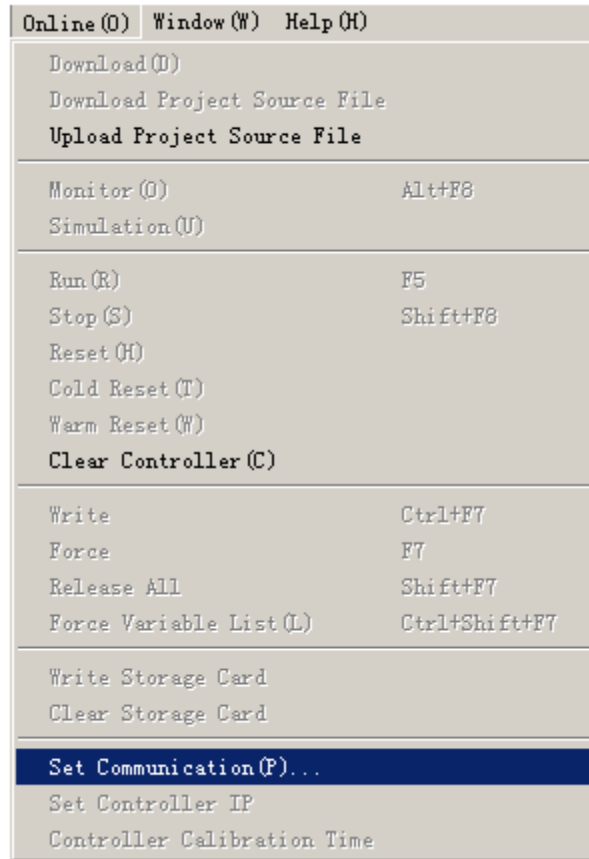 Online(O) Window(W) Help(H)
Download(D)
Download Project Source File
Upload Project Source File
Monitor(O) Alt+F8
Simulation(U)
Run(R) F5
Stop(S) Shift+F8
Reset(H)
Cold Reset(T)
Warm Reset(W)
Clear Controller(C)
Write Ctrl+F7
Force F7
Release All Shift+F7
Force Variable List(L) Ctrl+Shift+F7
Write Storage Card
Clear Storage Card
Set Communication(P)...
Set Controller IP
Controller Calibration Time